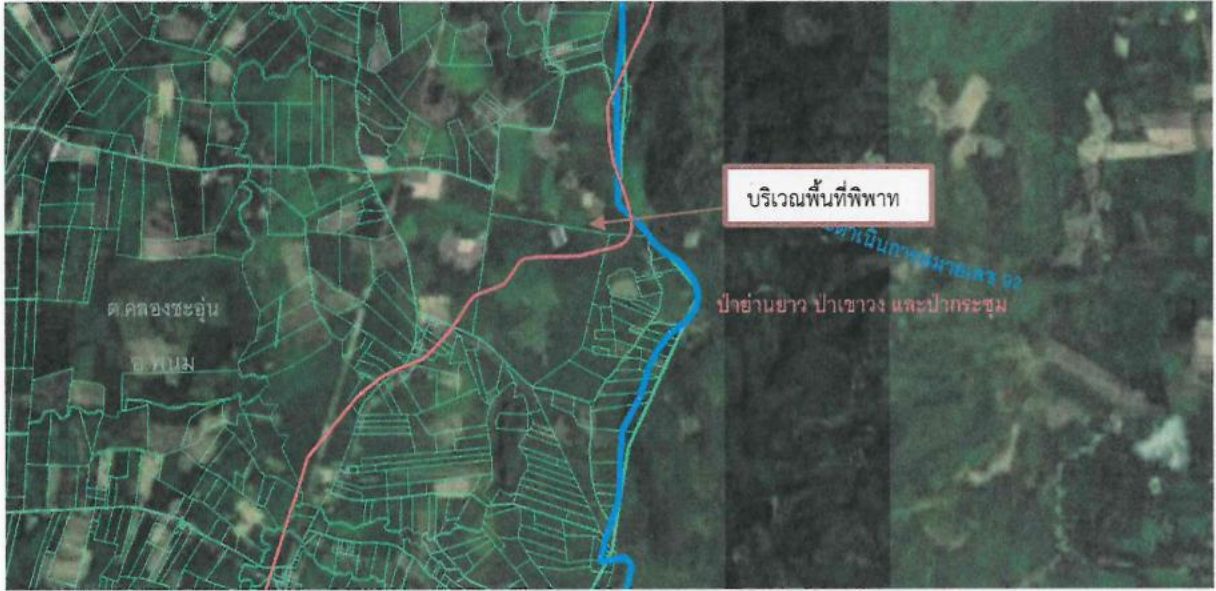 บริเวณพื้นที่พิพาท
ป่าย่านยาว ป่าเขาวง และป่ากระชุม
ต.คลองชะอุ่น
อ.พนม